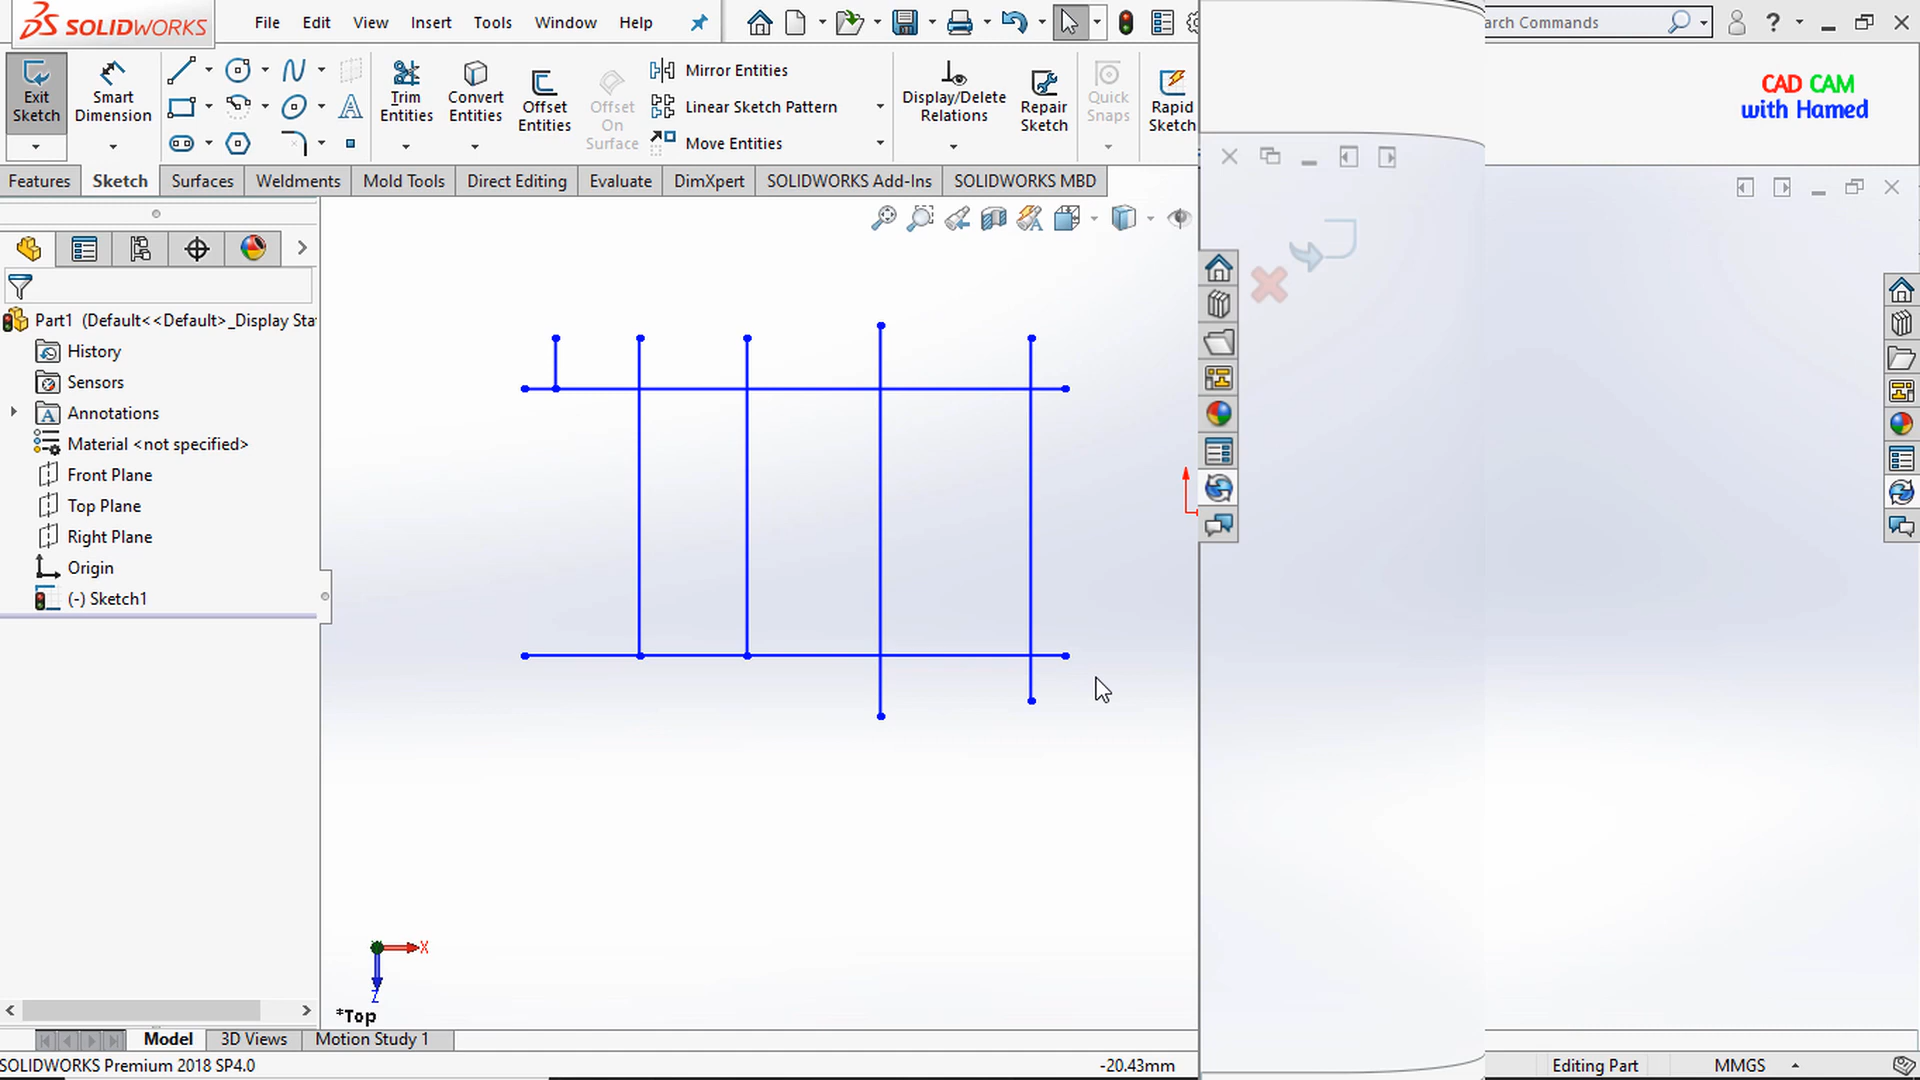 SOLIDWORKS File Edit View Insert Tools Window Help arch Commands
CAD CAM
with Hamed
Exit Sketch
Smart Dimension
Trim Entities
Convert Entities
Offset Entities
Offset On Surface
Mirror Entities
Linear Sketch Pattern
Move Entities
Display/Delete Relations
Repair Sketch
Quick Snaps
Rapid Sketch
Features Sketch Surfaces Weldments Mold Tools Direct Editing Evaluate DimXpert SOLIDWORKS Add-Ins SOLIDWORKS MBD
Part1 (Default<<Default>_Display Sta
History
Sensors
Annotations
Material <not specified>
Front Plane
Top Plane
Right Plane
Origin
(-) Sketch1
X
Z
*Top
Model 3D Views Motion Study 1
SOLIDWORKS Premium 2018 SP4.0 -20.43mm Editing Part MMGS